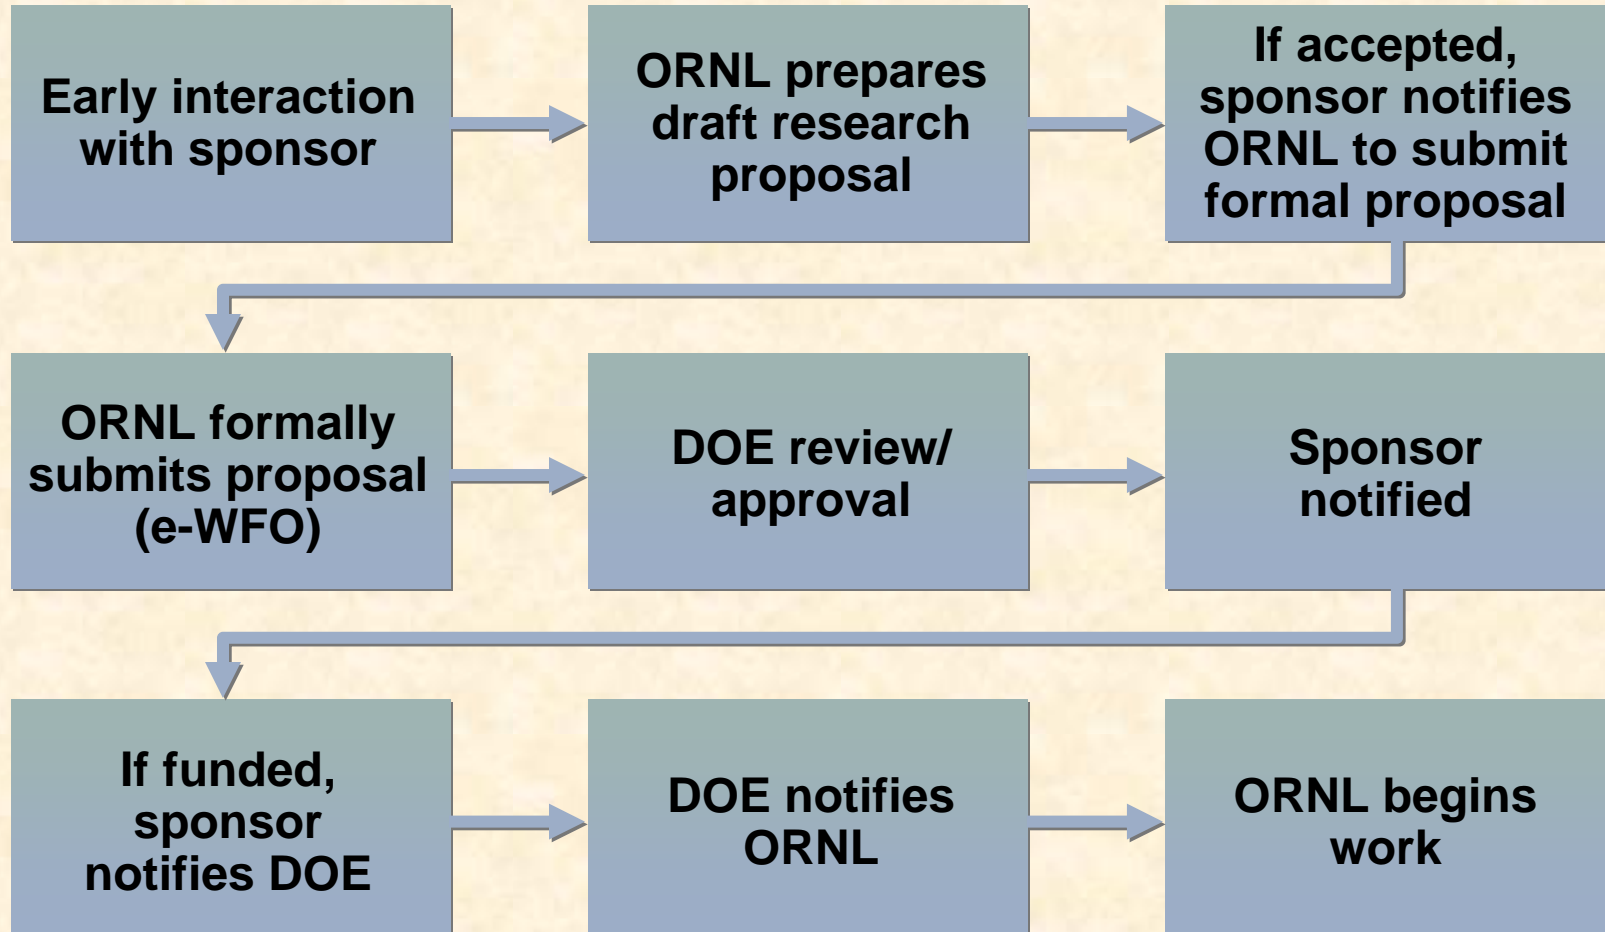 Early interaction
with sponsor
ORNL prepares
draft research
proposal
If accepted,
sponsor notifies
ORNL to submit
formal proposal
ORNL formally
submits proposal
(e-WFO)
DOE review/
approval
Sponsor
notified
If funded,
sponsor
notifies DOE
DOE notifies
ORNL
ORNL begins
work